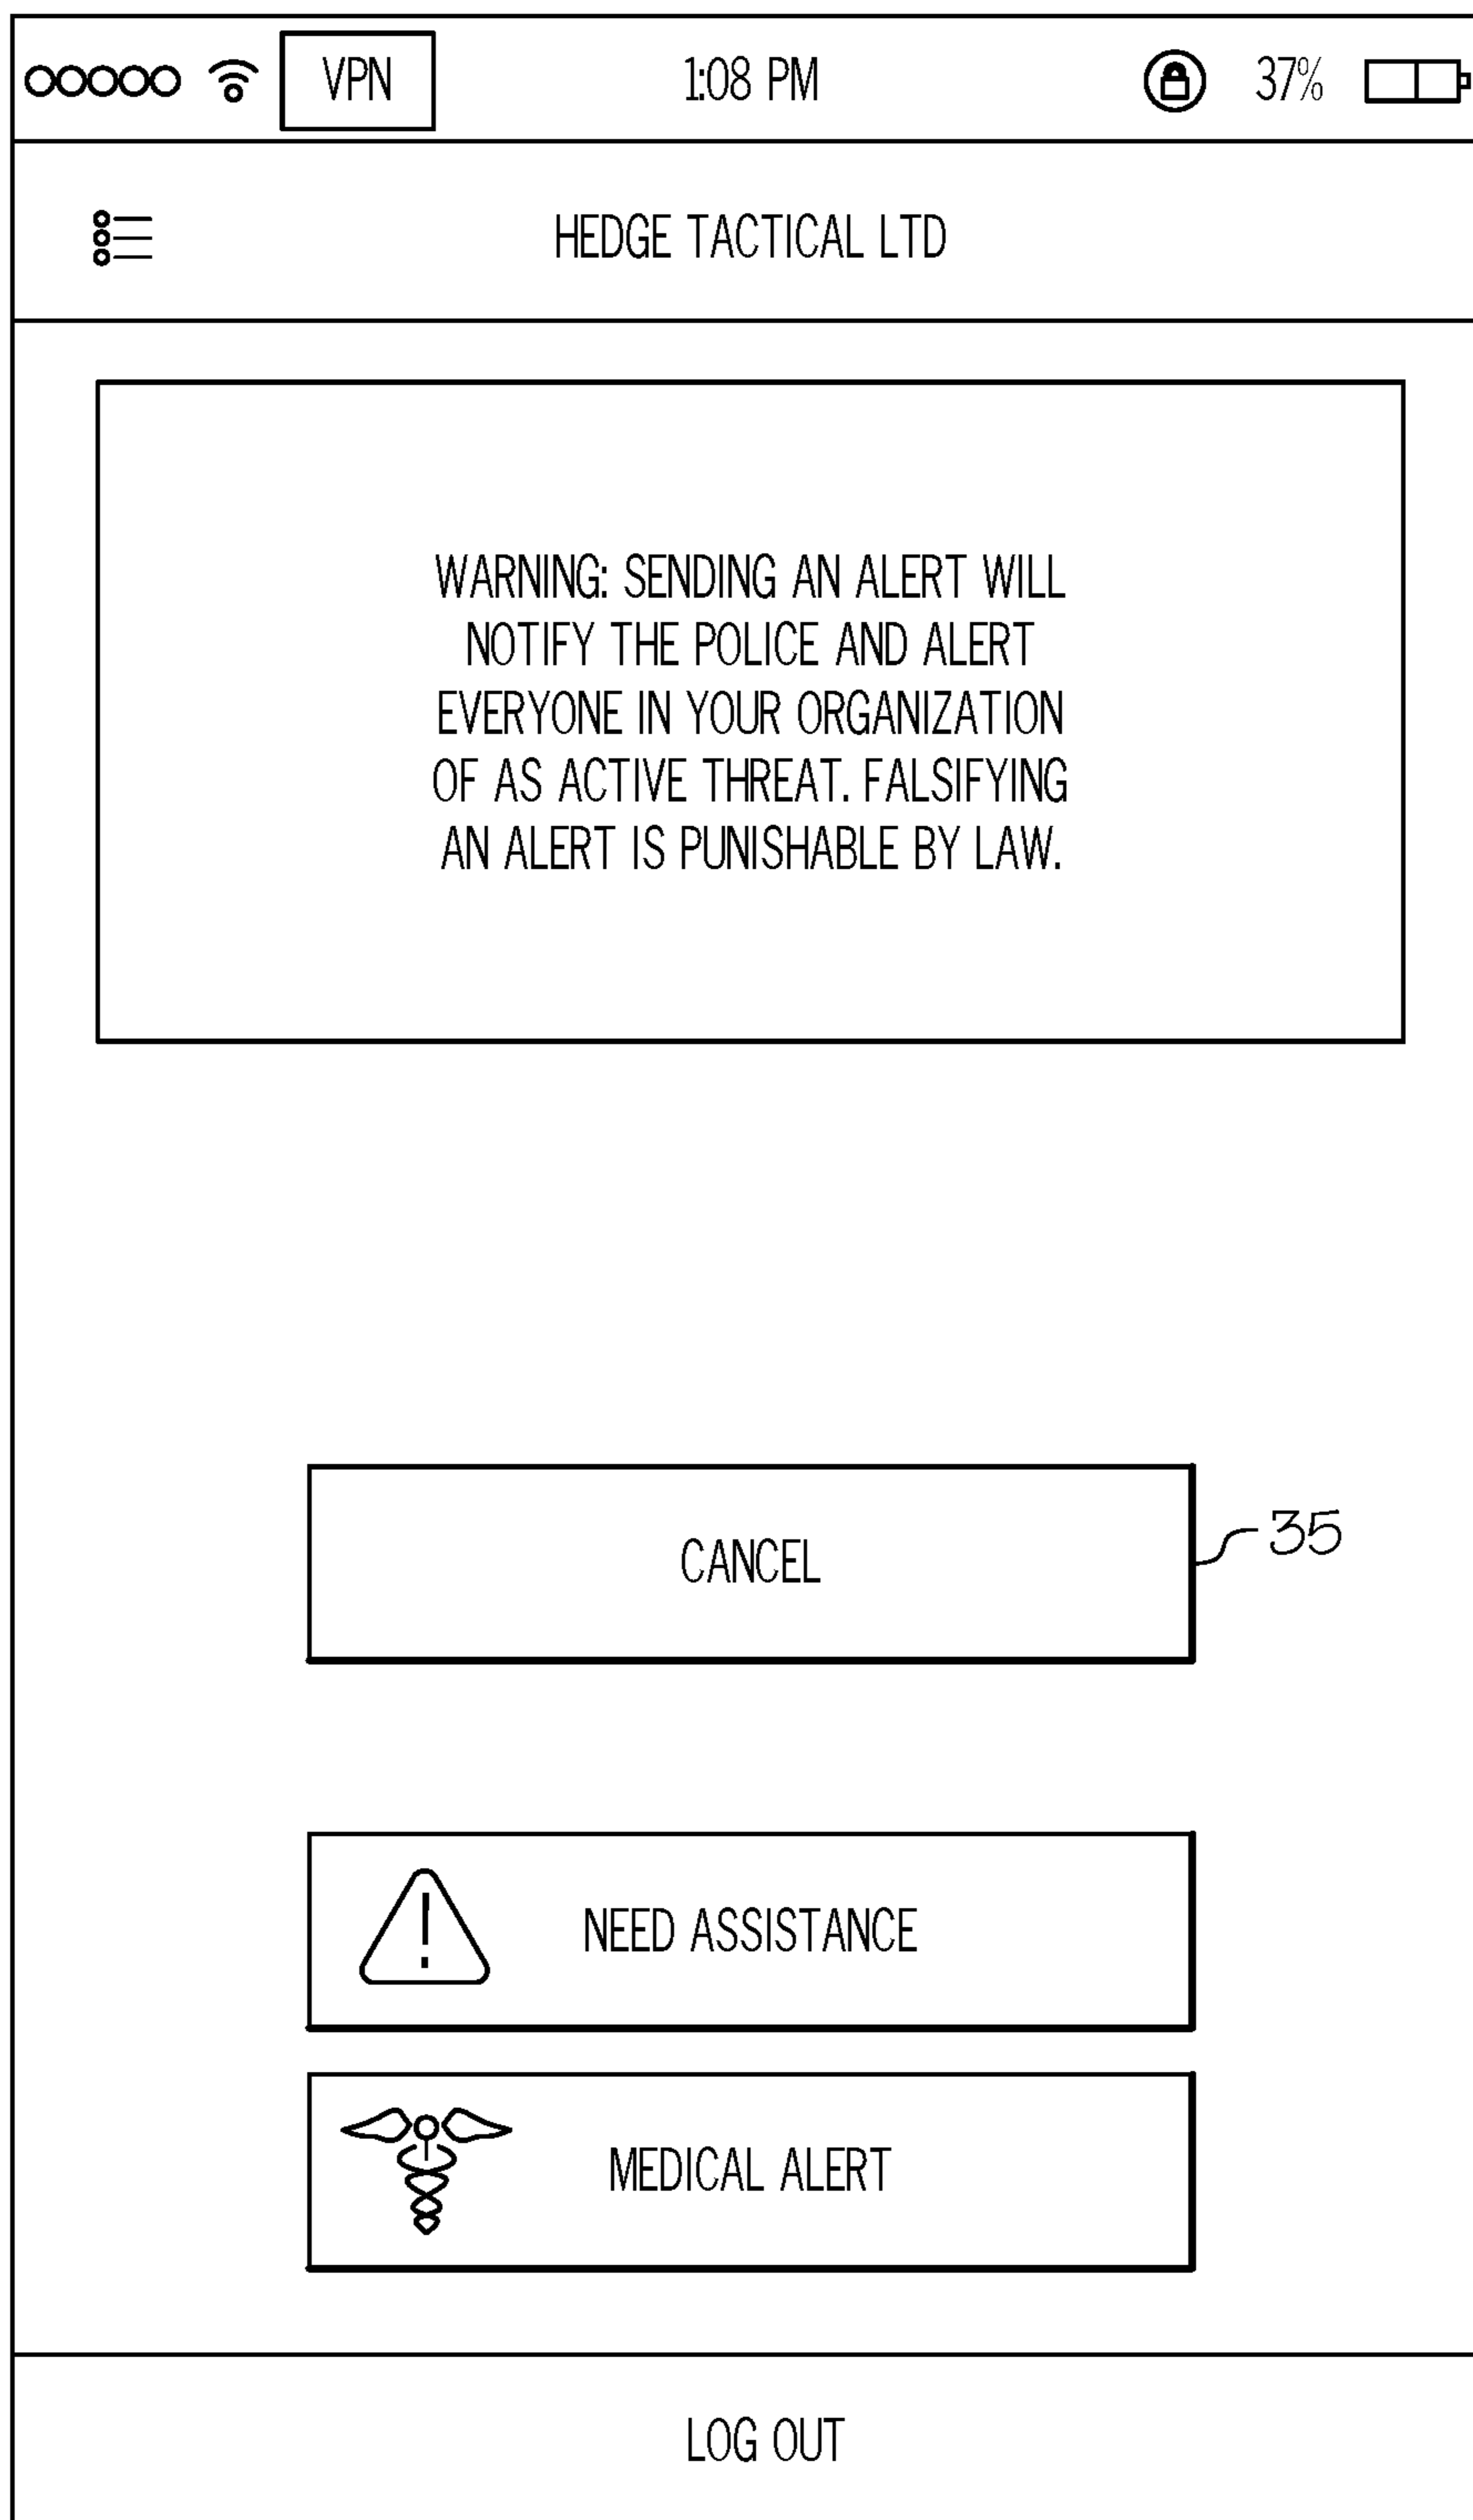 VPN 1:08 PM 37%
HEDGE TACTICAL LTD
WARNING: SENDING AN ALERT WILL
NOTIFY THE POLICE AND ALERT
EVERYONE IN YOUR ORGANIZATION
OF AS ACTIVE THREAT. FALSIFYING
AN ALERT IS PUNISHABLE BY LAW.
CANCEL 35
NEED ASSISTANCE
MEDICAL ALERT
LOG OUT